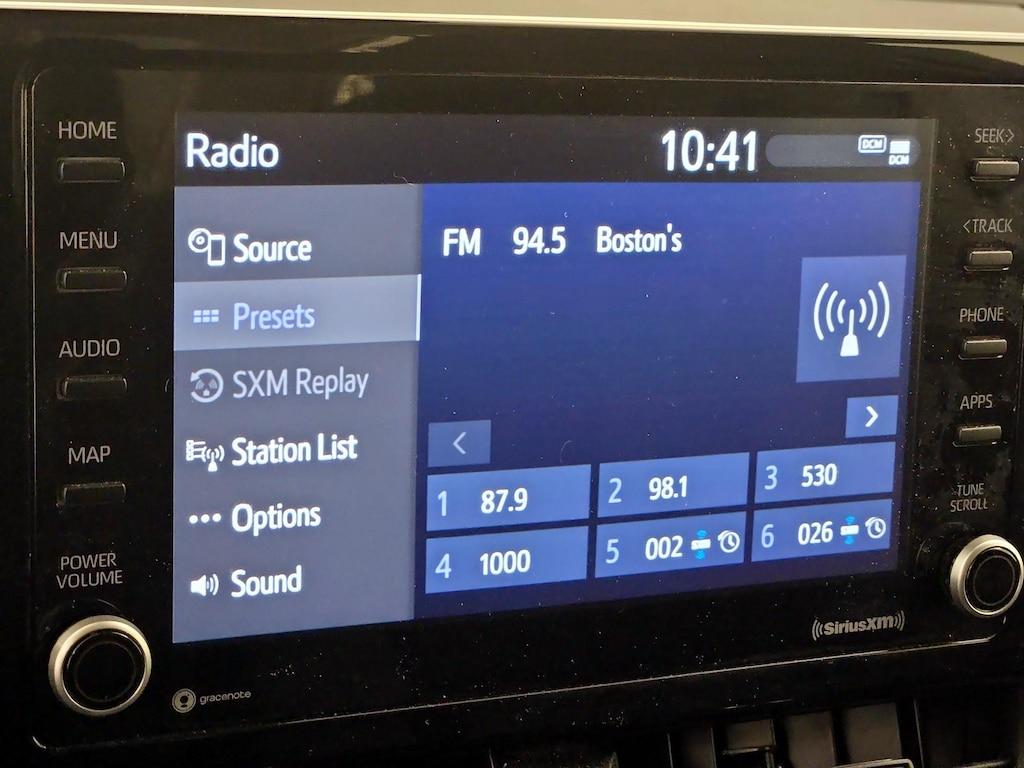 HOME
MENU
AUDIO
MAP
POWER
VOLUME
Radio
10:41
DCM
DCM
Source
Presets
SXM Replay
Station List
Options
Sound
FM 94.5 Boston's
<
>
1 87.9
2 98.1
3 530
4 1000
5 002
6 026
SEEK>
<TRACK
PHONE
APPS
TUNE
SCROLL
gracenote
((SiriusXM))